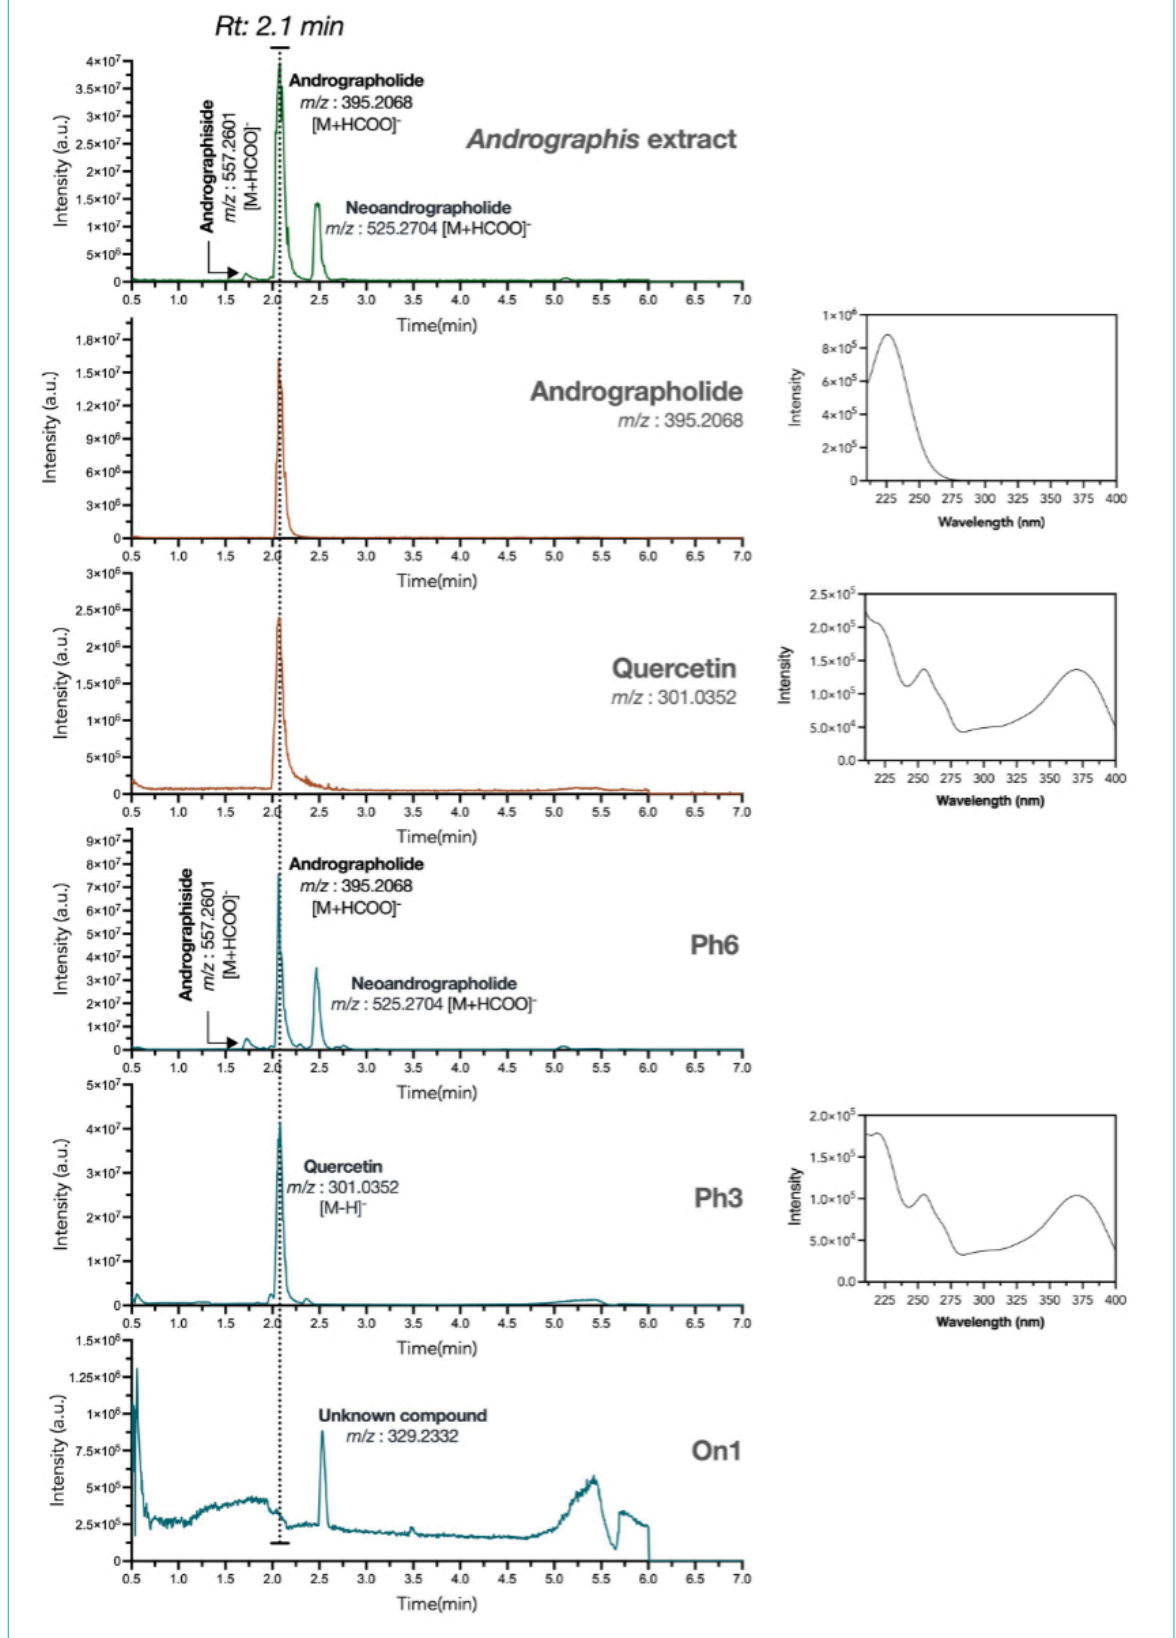 Rt: 2.1 min
Intensity (a.u.)
4×10⁷
3.5×10⁷
3×10⁷
2.5×10⁷
2×10⁷
1.5×10⁷
1×10⁷
5×10⁶
0
Andrographiside
m/z : 557.2601
[M+HCOO]⁻
Andrographolide
m/z : 395.2068
[M+HCOO]⁻
Neoandrographolide
m/z : 525.2704 [M+HCOO]⁻
Andrographis extract
0.5 1.0 1.5 2.0 2.5 3.0 3.5 4.0 4.5 5.0 5.5 6.0 6.5 7.0
Time(min)
Intensity (a.u.)
1.8×10⁷
1.5×10⁷
1.2×10⁷
9×10⁶
6×10⁶
3×10⁶
0
Andrographolide
m/z : 395.2068
0.5 1.0 1.5 2.0 2.5 3.0 3.5 4.0 4.5 5.0 5.5 6.0 6.5 7.0
Time(min)
Intensity
1×10⁶
8×10⁵
6×10⁵
4×10⁵
2×10⁵
0
225 250 275 300 325 350 375 400
Wavelength (nm)
Intensity (a.u.)
3×10⁶
2.5×10⁶
2×10⁶
1.5×10⁶
1×10⁶
5×10⁵
0
Quercetin
m/z : 301.0352
0.5 1.0 1.5 2.0 2.5 3.0 3.5 4.0 4.5 5.0 5.5 6.0 6.5 7.0
Time(min)
Intensity
2.5×10⁵
2.0×10⁵
1.5×10⁵
1.0×10⁵
5.0×10⁴
0.0
225 250 275 300 325 350 375 400
Wavelength (nm)
Intensity (a.u.)
9×10⁷
8×10⁷
7×10⁷
6×10⁷
5×10⁷
4×10⁷
3×10⁷
2×10⁷
1×10⁷
0
Andrographiside
m/z : 557.2601
[M+HCOO]⁻
Andrographolide
m/z : 395.2068
[M+HCOO]⁻
Neoandrographolide
m/z : 525.2704 [M+HCOO]⁻
Ph6
0.5 1.0 1.5 2.0 2.5 3.0 3.5 4.0 4.5 5.0 5.5 6.0 6.5 7.0
Time(min)
Intensity (a.u.)
5×10⁷
4×10⁷
3×10⁷
2×10⁷
1×10⁷
0
Quercetin
m/z : 301.0352
[M-H]⁻
Ph3
0.5 1.0 1.5 2.0 2.5 3.0 3.5 4.0 4.5 5.0 5.5 6.0 6.5 7.0
Time(min)
Intensity
2.0×10⁵
1.5×10⁵
1.0×10⁵
5.0×10⁴
0.0
225 250 275 300 325 350 375 400
Wavelength (nm)
Intensity (a.u.)
1.5×10⁶
1.25×10⁶
1×10⁶
7.5×10⁵
5×10⁵
2.5×10⁵
0
Unknown compound
m/z : 329.2332
On1
0.5 1.0 1.5 2.0 2.5 3.0 3.5 4.0 4.5 5.0 5.5 6.0 6.5 7.0
Time(min)